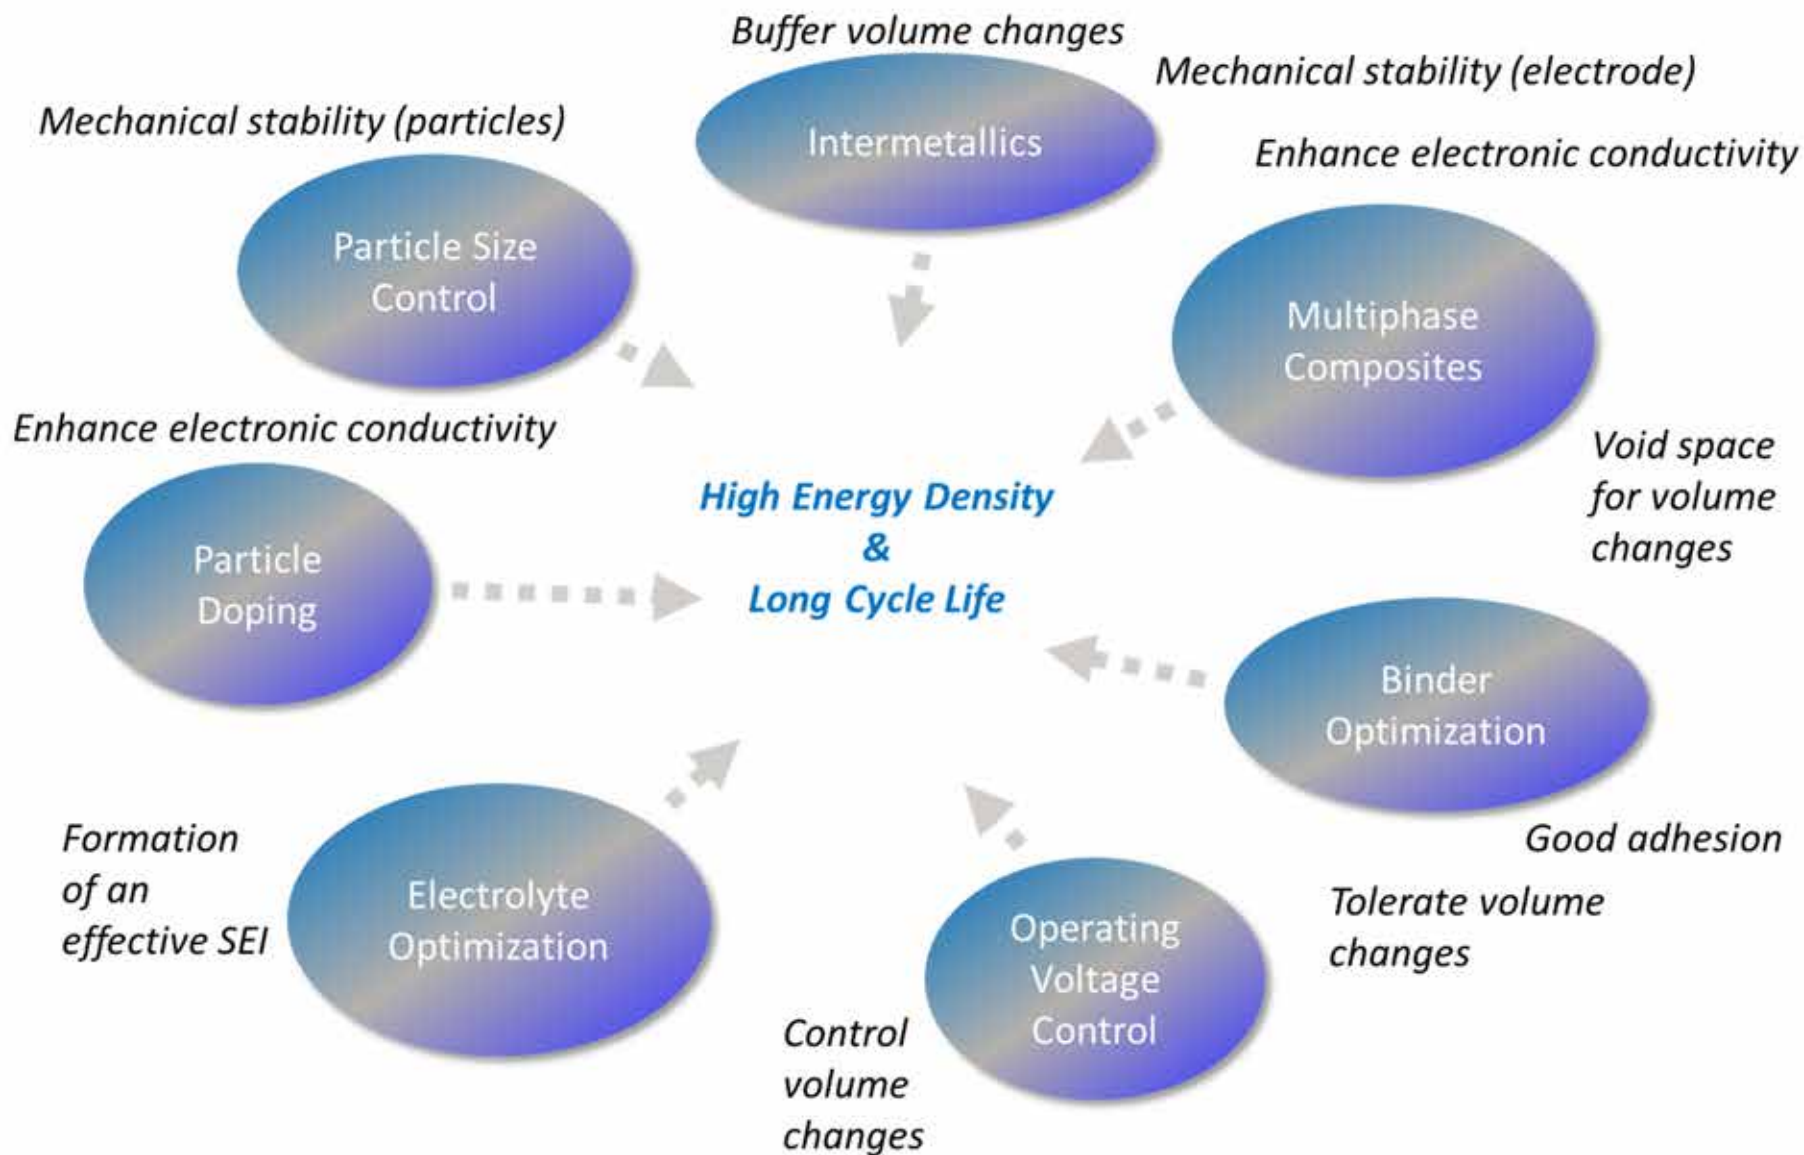 Buffer volume changes
Mechanical stability (electrode)
Intermetallics
Mechanical stability (particles)
Enhance electronic conductivity
Particle Size
Control
Multiphase
Composites
Enhance electronic conductivity
Void space
for volume
changes
High Energy Density
&
Long Cycle Life
Particle
Doping
Binder
Optimization
Good adhesion
Formation
of an
effective SEI
Electrolyte
Optimization
Tolerate volume
changes
Operating
Voltage
Control
Control
volume
changes